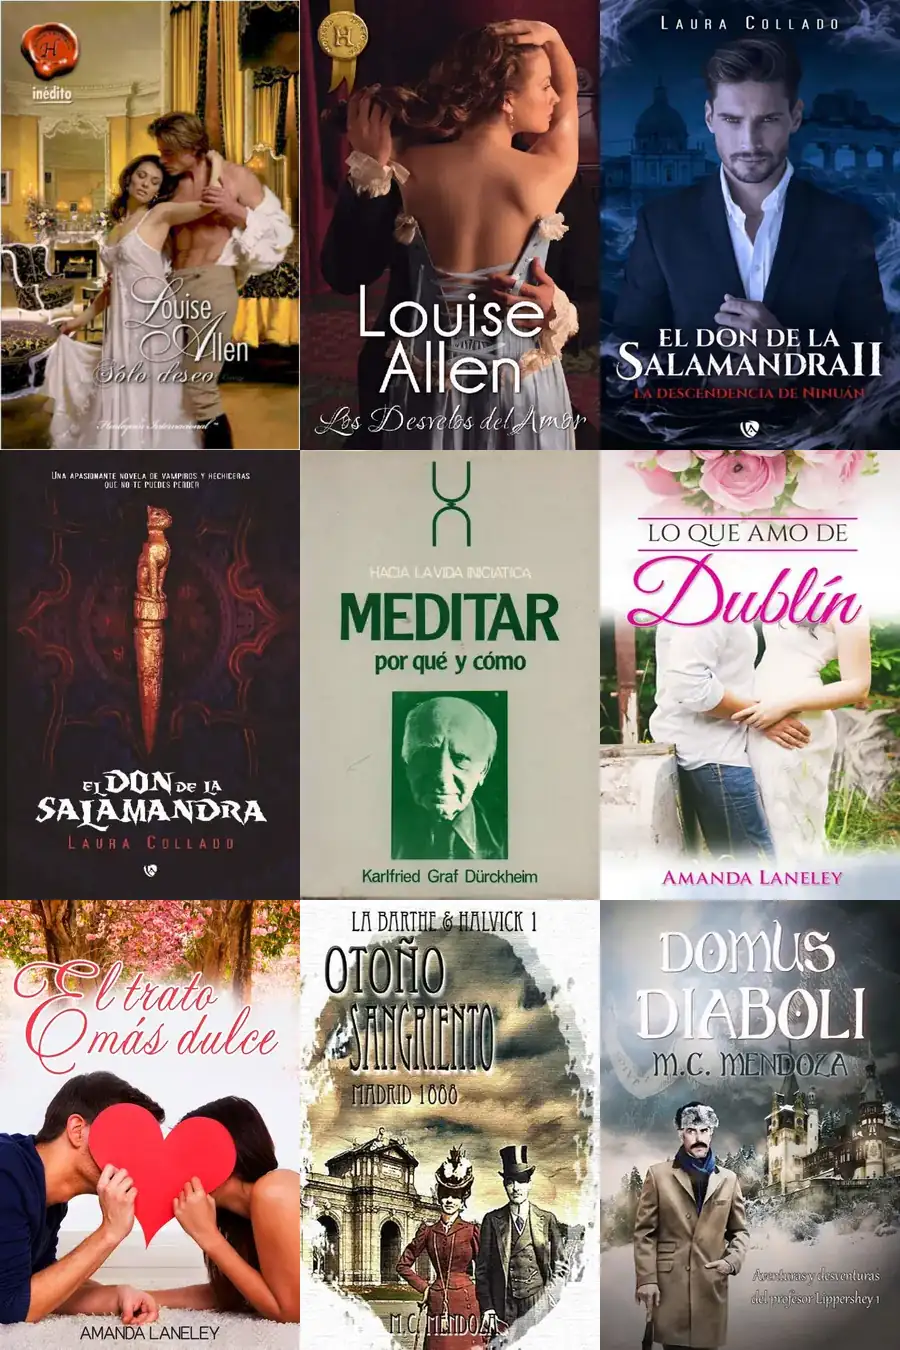 H
inédito
Louise
Allen
Sólo deseo
Harlequin Internacional™
H
Louise
Allen
Los Desvelos del Amor
Laura Collado
El don de la
Salamandra II
La descendencia de Ninuán
Una apasionante novela de vampiros y hechiceras
que no te puedes perder
El don de la
Salamandra
Laura Collado
HACIA LA VIDA INICIATICA
MEDITAR
por qué y cómo
Karlfried Graf Dürckheim
LO QUE AMO DE
Dublín
Amanda Laneley
El trato
más dulce
AMANDA LANELEY
LA BARTHE & HALVICK 1
OTOÑO
SANGRIENTO
MADRID 1888
M.C. MENDOZA
DOMUS
DIABOLI
M.C. MENDOZA
Aventuras y desventuras
del profesor Lippershey 1